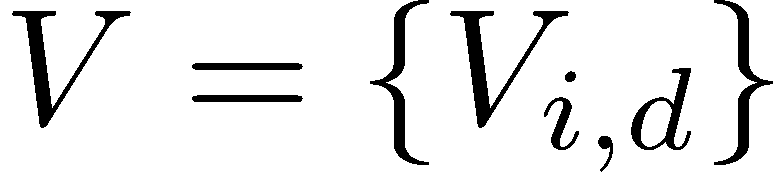 V = {V_{i,d}}